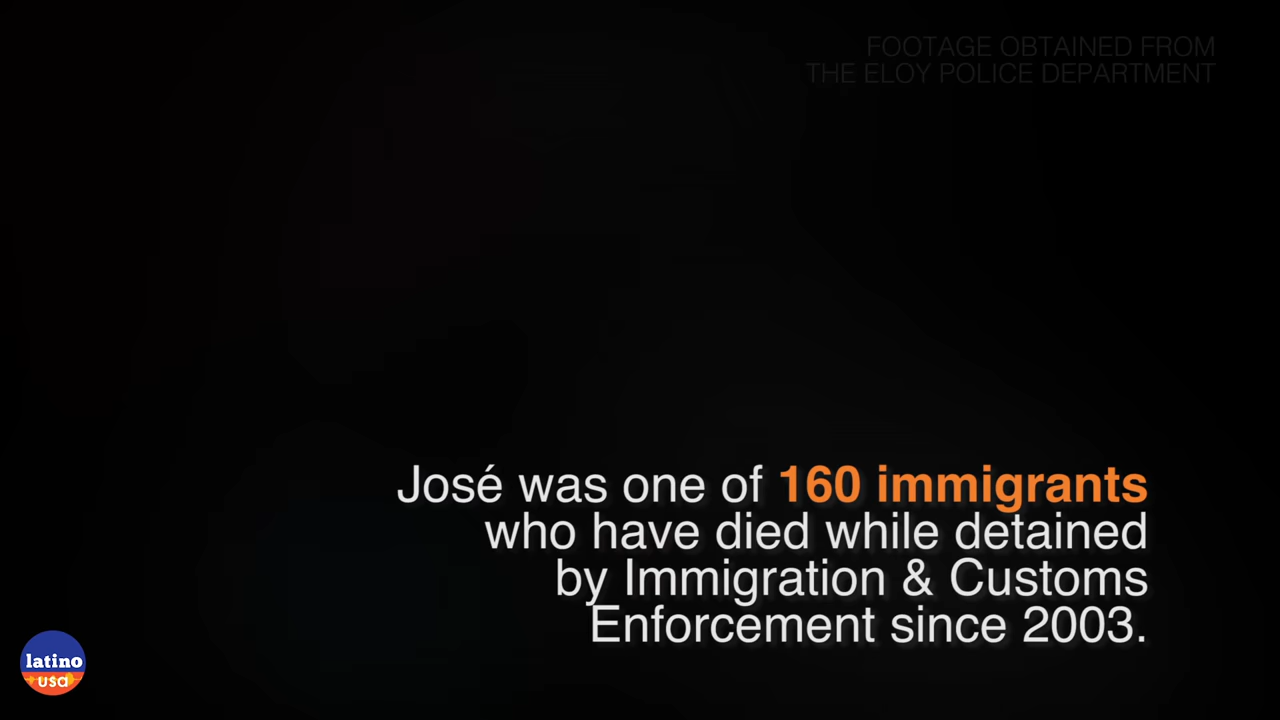 FOOTAGE OBTAINED FROM
THE ELOY POLICE DEPARTMENT
José was one of 160 immigrants
who have died while detained
by Immigration & Customs
Enforcement since 2003.
latino
usa